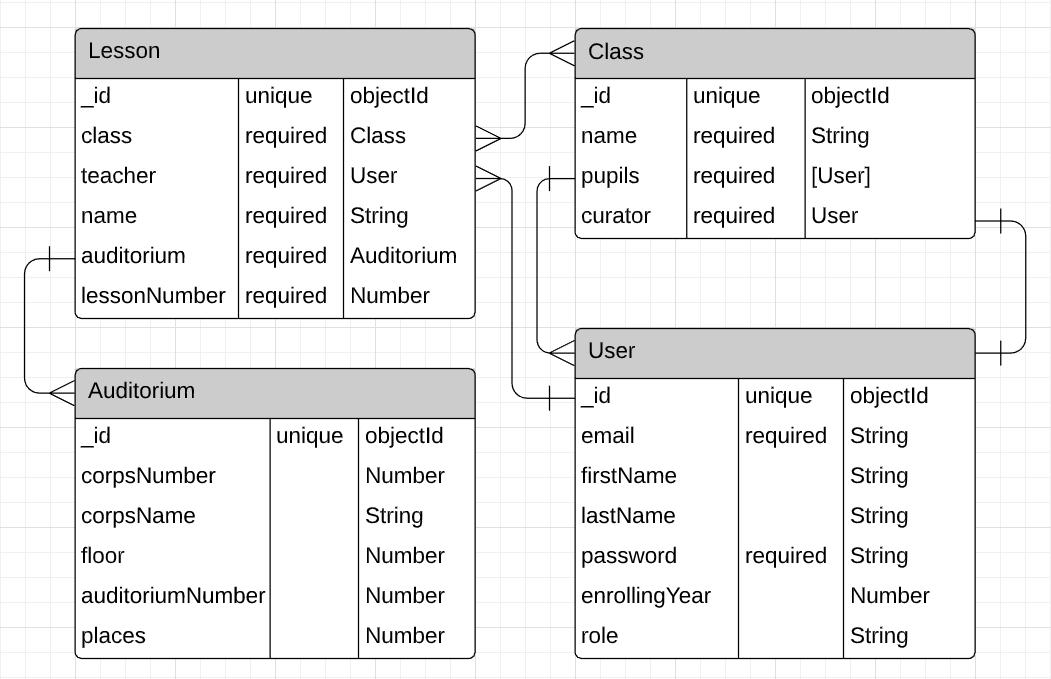 Lesson
_id unique objectId
class required Class
teacher required User
name required String
auditorium required Auditorium
lessonNumber required Number
Class
_id unique objectId
name required String
pupils required [User]
curator required User
Auditorium
_id unique objectId
corpsNumber Number
corpsName String
floor Number
auditoriumNumber Number
places Number
User
_id unique objectId
email required String
firstName String
lastName String
password required String
enrollingYear Number
role String